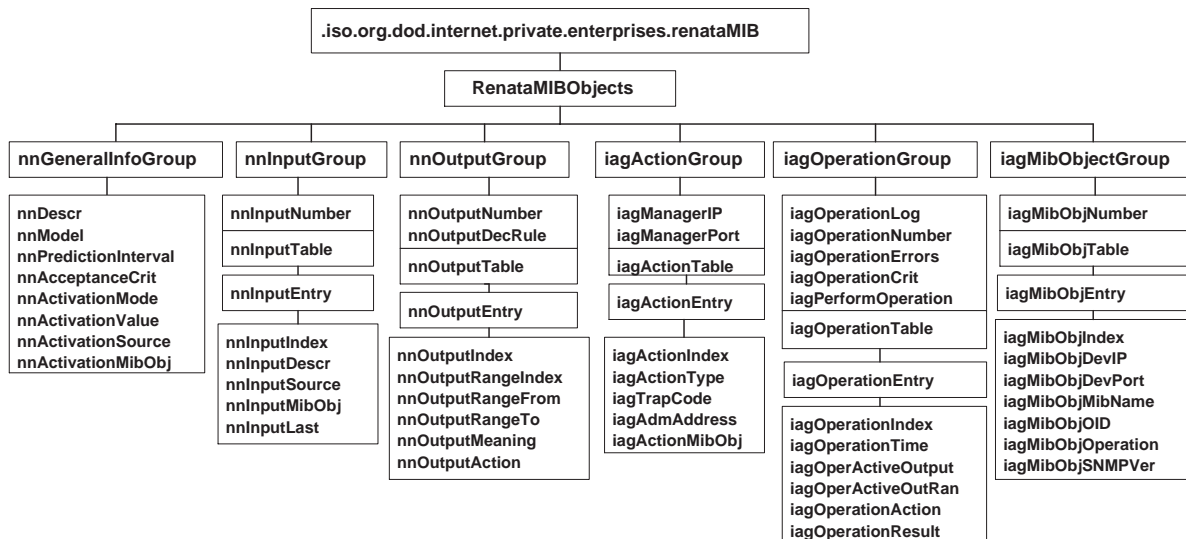 .iso.org.dod.internet.private.enterprises.renataMIB
RenataMIBObjects
nnGeneralInfoGroup
nnDescr
nnModel
nnPredictionInterval
nnAcceptanceCrit
nnActivationMode
nnActivationValue
nnActivationSource
nnActivationMibObj
nnInputGroup
nnInputNumber
nnInputTable
nnInputEntry
nnInputIndex
nnInputDescr
nnInputSource
nnInputMibObj
nnInputLast
nnOutputGroup
nnOutputNumber
nnOutputDecRule
nnOutputTable
nnOutputEntry
nnOutputIndex
nnOutputRangeIndex
nnOutputRangeFrom
nnOutputRangeTo
nnOutputMeaning
nnOutputAction
iagActionGroup
iagManagerIP
iagManagerPort
iagActionTable
iagActionEntry
iagActionIndex
iagActionType
iagTrapCode
iagAdmAddress
iagActionMibObj
iagOperationGroup
iagOperationLog
iagOperationNumber
iagOperationErrors
iagOperationCrit
iagPerformOperation
iagOperationTable
iagOperationEntry
iagOperationIndex
iagOperationTime
iagOperActiveOutput
iagOperActiveOutRan
iagOperationAction
iagOperationResult
iagMibObjectGroup
iagMibObjNumber
iagMibObjTable
iagMibObjEntry
iagMibObjIndex
iagMibObjDevIP
iagMibObjDevPort
iagMibObjMibName
iagMibObjOID
iagMibObjOperation
iagMibObjSNMPVer